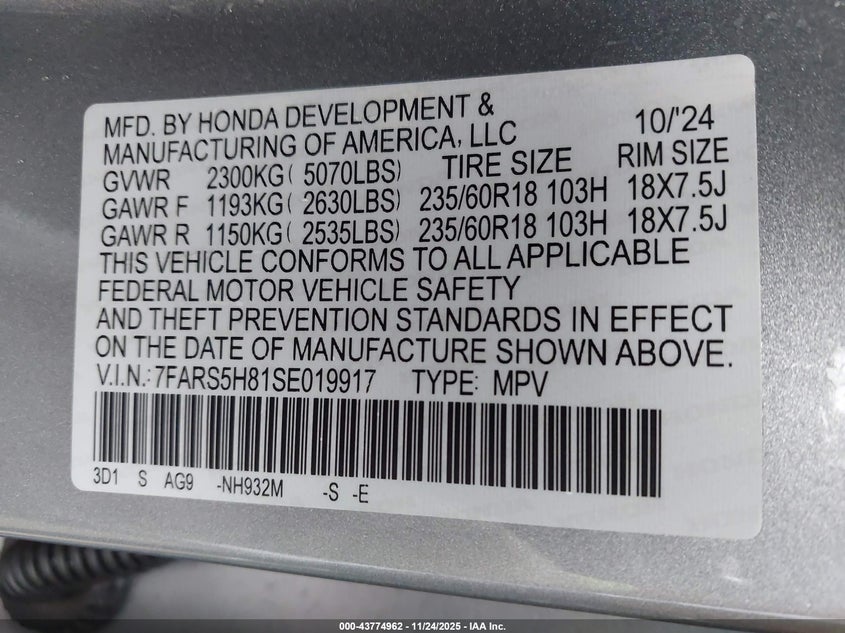 MFD. BY HONDA DEVELOPMENT & 10/'24
MANUFACTURING OF AMERICA, LLC
GVWR 2300KG( 5070LBS) TIRE SIZE RIM SIZE
GAWR F 1193KG( 2630LBS) 235/60R18 103H 18X7.5J
GAWR R 1150KG( 2535LBS) 235/60R18 103H 18X7.5J
THIS VEHICLE CONFORMS TO ALL APPLICABLE
FEDERAL MOTOR VEHICLE SAFETY
AND THEFT PREVENTION STANDARDS IN EFFECT
ON THE DATE OF MANUFACTURE SHOWN ABOVE.
V.I.N.: 7FARS5H81SE019917 TYPE: MPV
3D1 S AG9 -NH932M -S -E
000-43774962 - 11/24/2025 - IAA Inc.